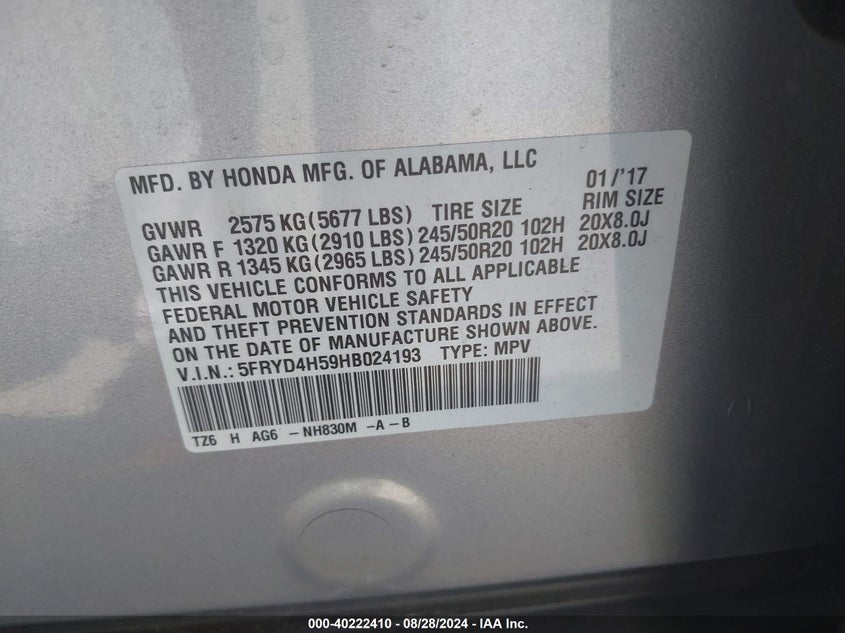 MFD. BY HONDA MFG. OF ALABAMA, LLC 01/'17
GVWR 2575 KG(5677 LBS) TIRE SIZE RIM SIZE
GAWR F 1320 KG(2910 LBS) 245/50R20 102H 20X8.0J
GAWR R 1345 KG(2965 LBS) 245/50R20 102H 20X8.0J
THIS VEHICLE CONFORMS TO ALL APPLICABLE
FEDERAL MOTOR VEHICLE SAFETY
AND THEFT PREVENTION STANDARDS IN EFFECT
ON THE DATE OF MANUFACTURE SHOWN ABOVE.
V.I.N.: 5FRYD4H59HB024193 TYPE: MPV
TZ6 H AG6 -NH830M -A-B
000-40222410 | 08/28/2024 | IAA Inc.